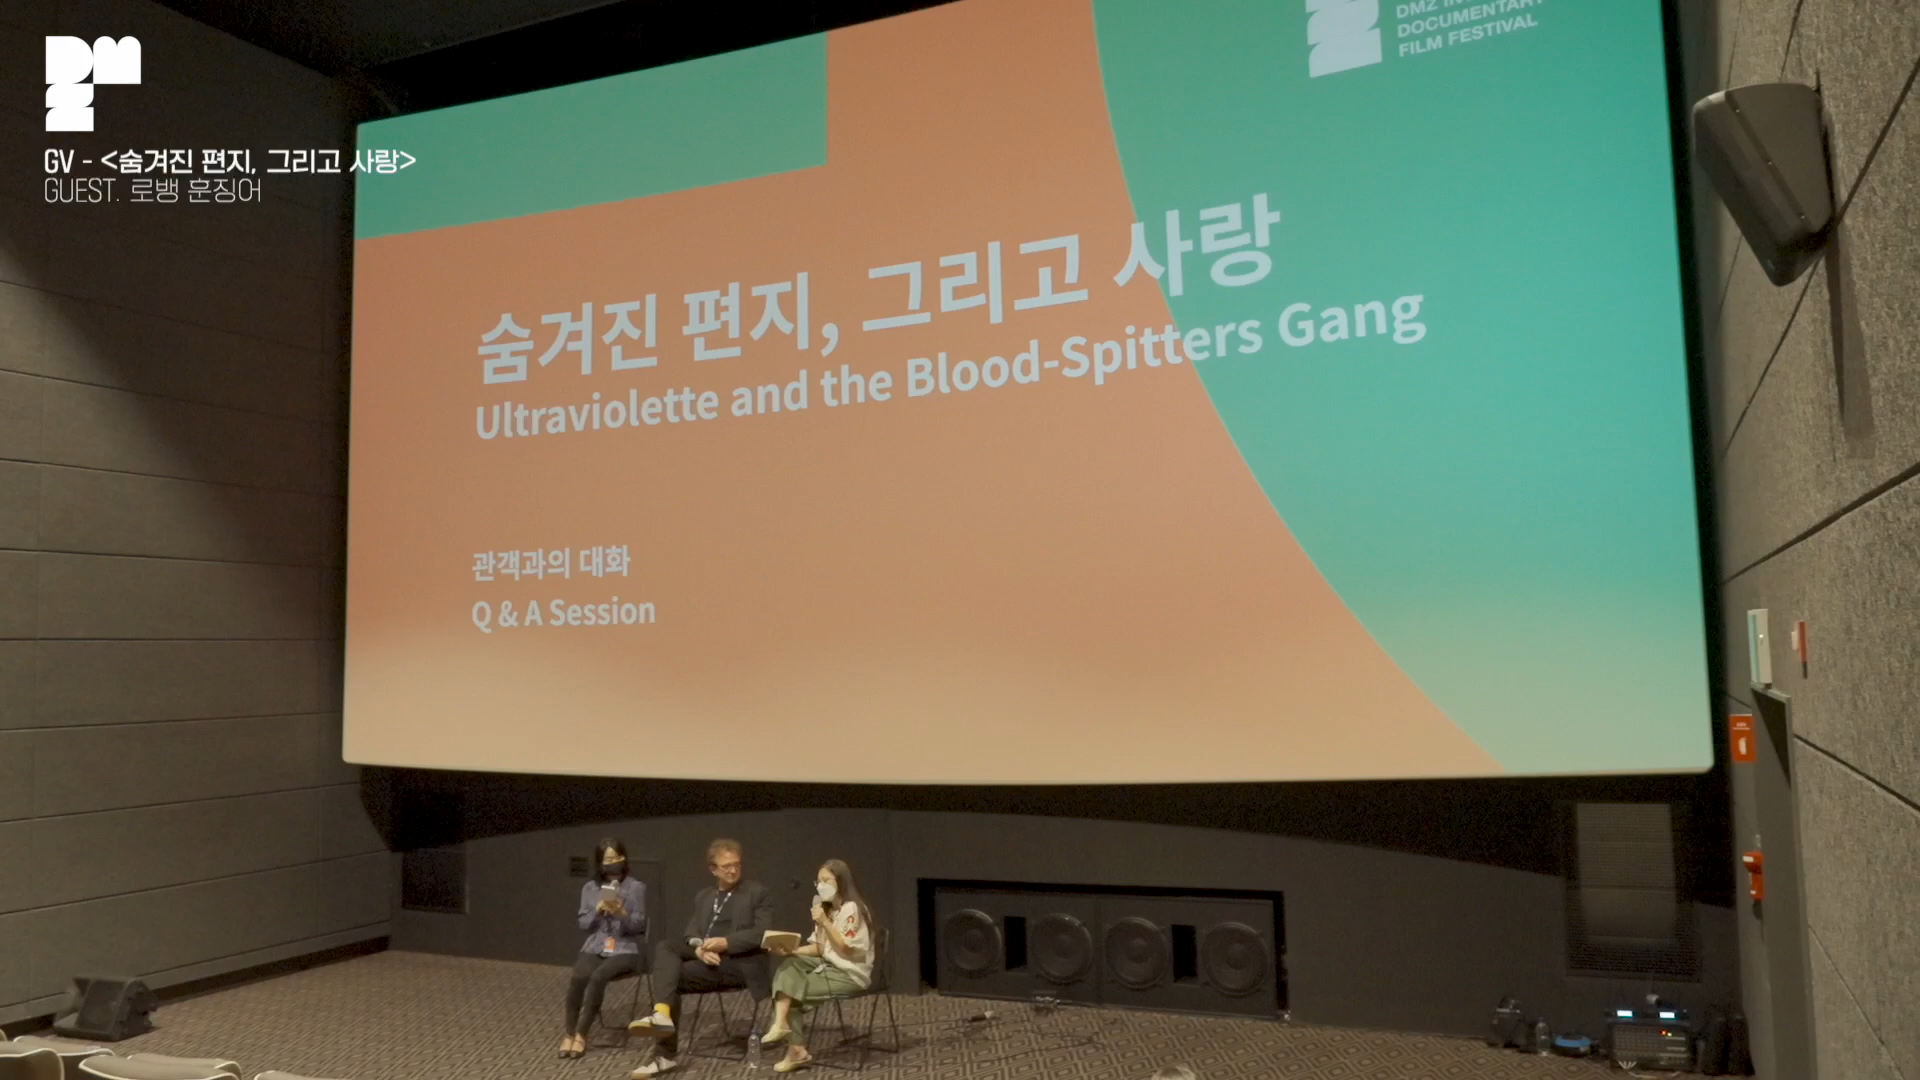 DMZ
GV - <숨겨진 편지, 그리고 사랑>
GUEST. 로뱅 훈징어
DMZ
DOCUMENTARY
FILM FESTIVAL
숨겨진 편지, 그리고 사랑
Ultraviolette and the Blood-Spitters Gang
관객과의 대화
Q & A Session